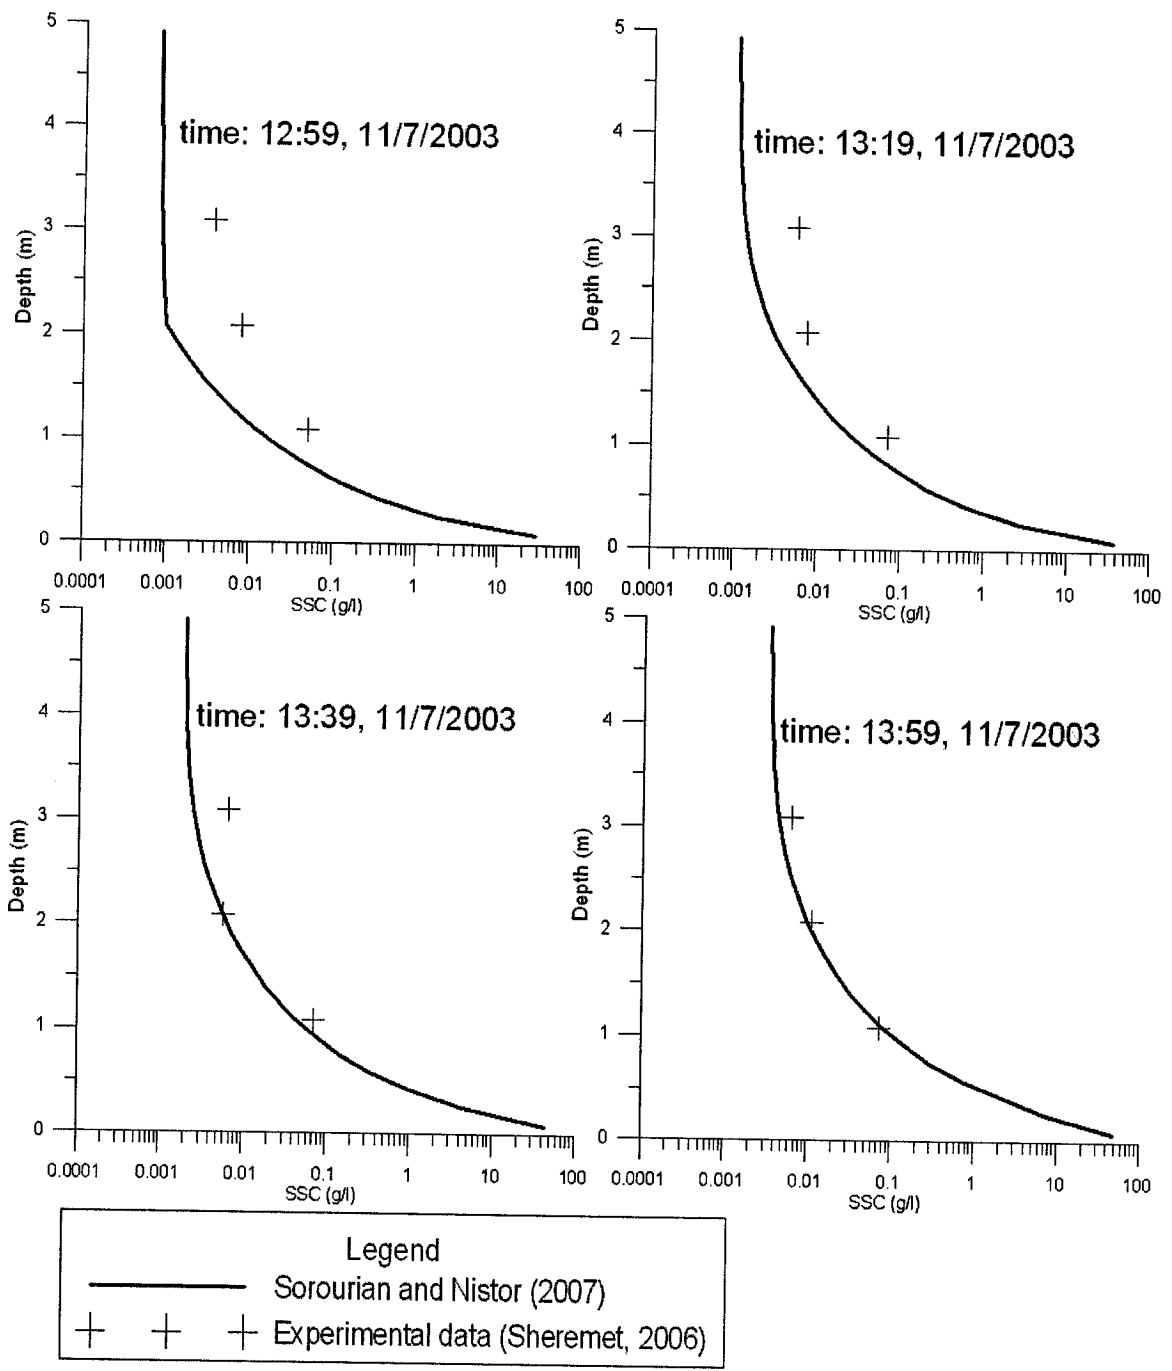 5
4
3
2
1
0
Depth (m)
time: 12:59, 11/7/2003
0.0001 0.001 0.01 0.1 1 10 100
SSC (g/l)
5
4
3
2
1
0
Depth (m)
time: 13:19, 11/7/2003
0.0001 0.001 0.01 0.1 1 10 100
SSC (g/l)
5
4
3
2
1
0
Depth (m)
time: 13:39, 11/7/2003
0.0001 0.001 0.01 0.1 1 10 100
SSC (g/l)
5
4
3
2
1
0
Depth (m)
time: 13:59, 11/7/2003
0.0001 0.001 0.01 0.1 1 10 100
SSC (g/l)
Legend
Sorourian and Nistor (2007)
Experimental data (Sheremet, 2006)